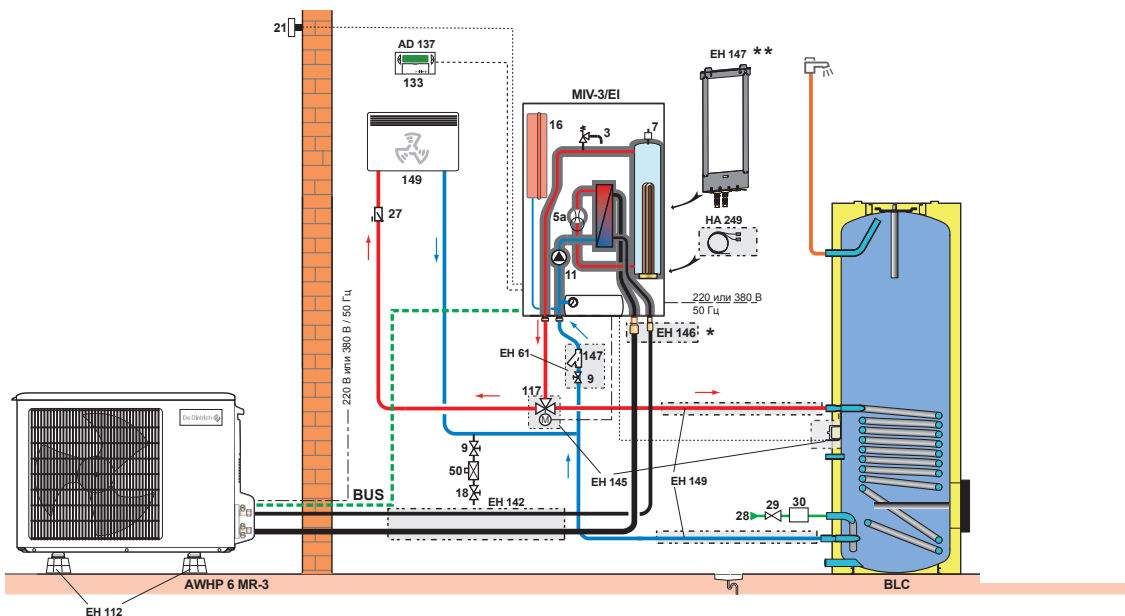 21
AD 137
133
EH 147 **
MIV-3/EI
16
3
7
149
5a
27
HA 249
11
220 или 380 В
50 Гц
EH 146 *
EH 61
147
9
220 В или 380 В / 50 Гц
117
M
De Dietrich
9
50
EH 145
EH 149
18
BUS
EH 142
28
29
30
AWHP 6 MR-3
BLC
EH 112